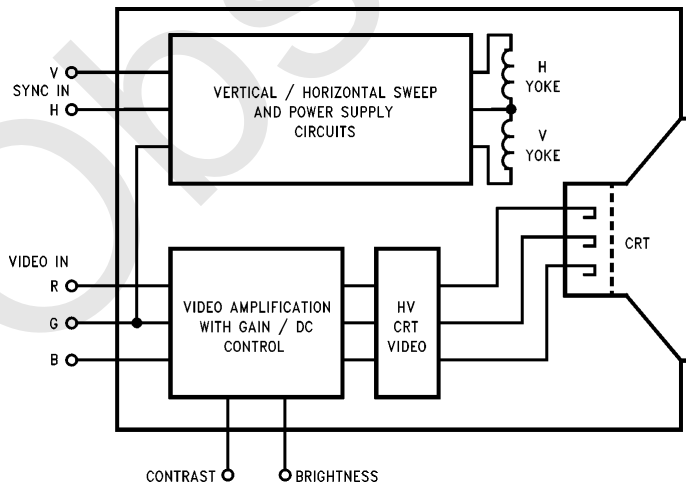 V
SYNC IN
H
VERTICAL / HORIZONTAL SWEEP
AND POWER SUPPLY
CIRCUITS
H
YOKE
V
YOKE
VIDEO IN
R
G
B
VIDEO AMPLIFICATION
WITH GAIN / DC
CONTROL
HV
CRT
VIDEO
CRT
CONTRAST
BRIGHTNESS
Obs